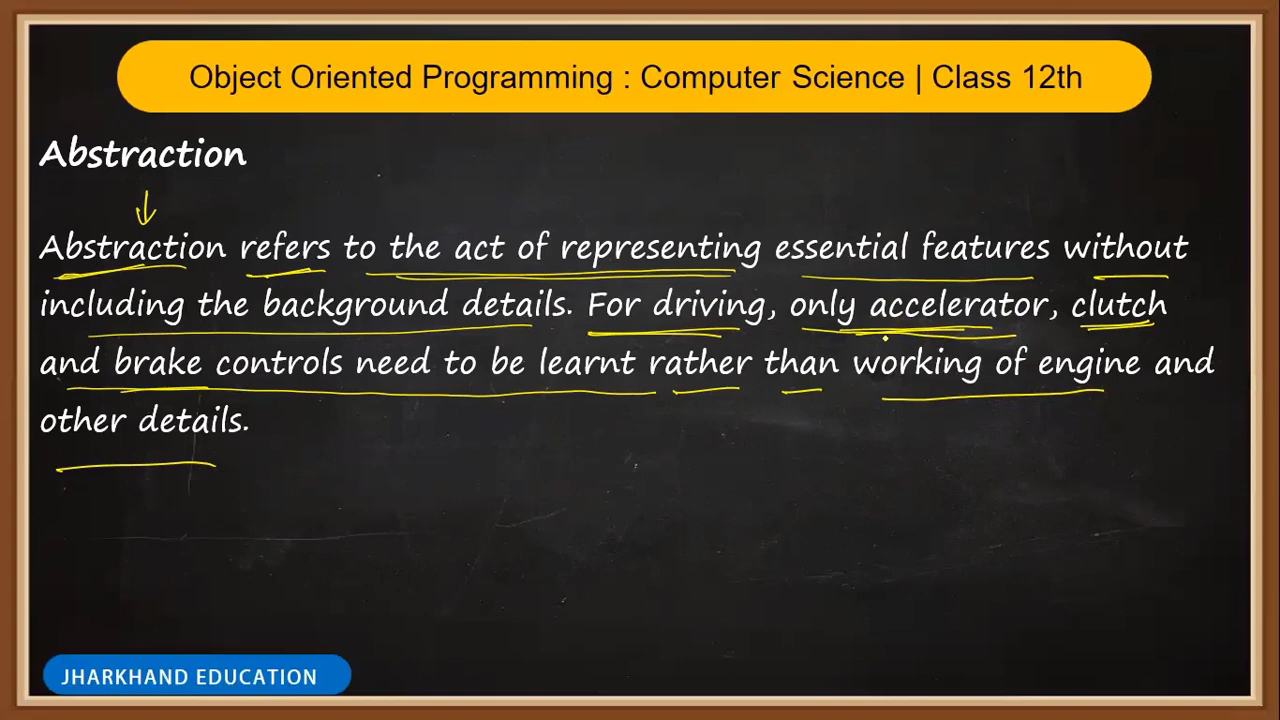 Object Oriented Programming : Computer Science | Class 12th
Abstraction
Abstraction refers to the act of representing essential features without
including the background details. For driving, only accelerator, clutch
and brake controls need to be learnt rather than working of engine and
other details.
JHARKHAND EDUCATION